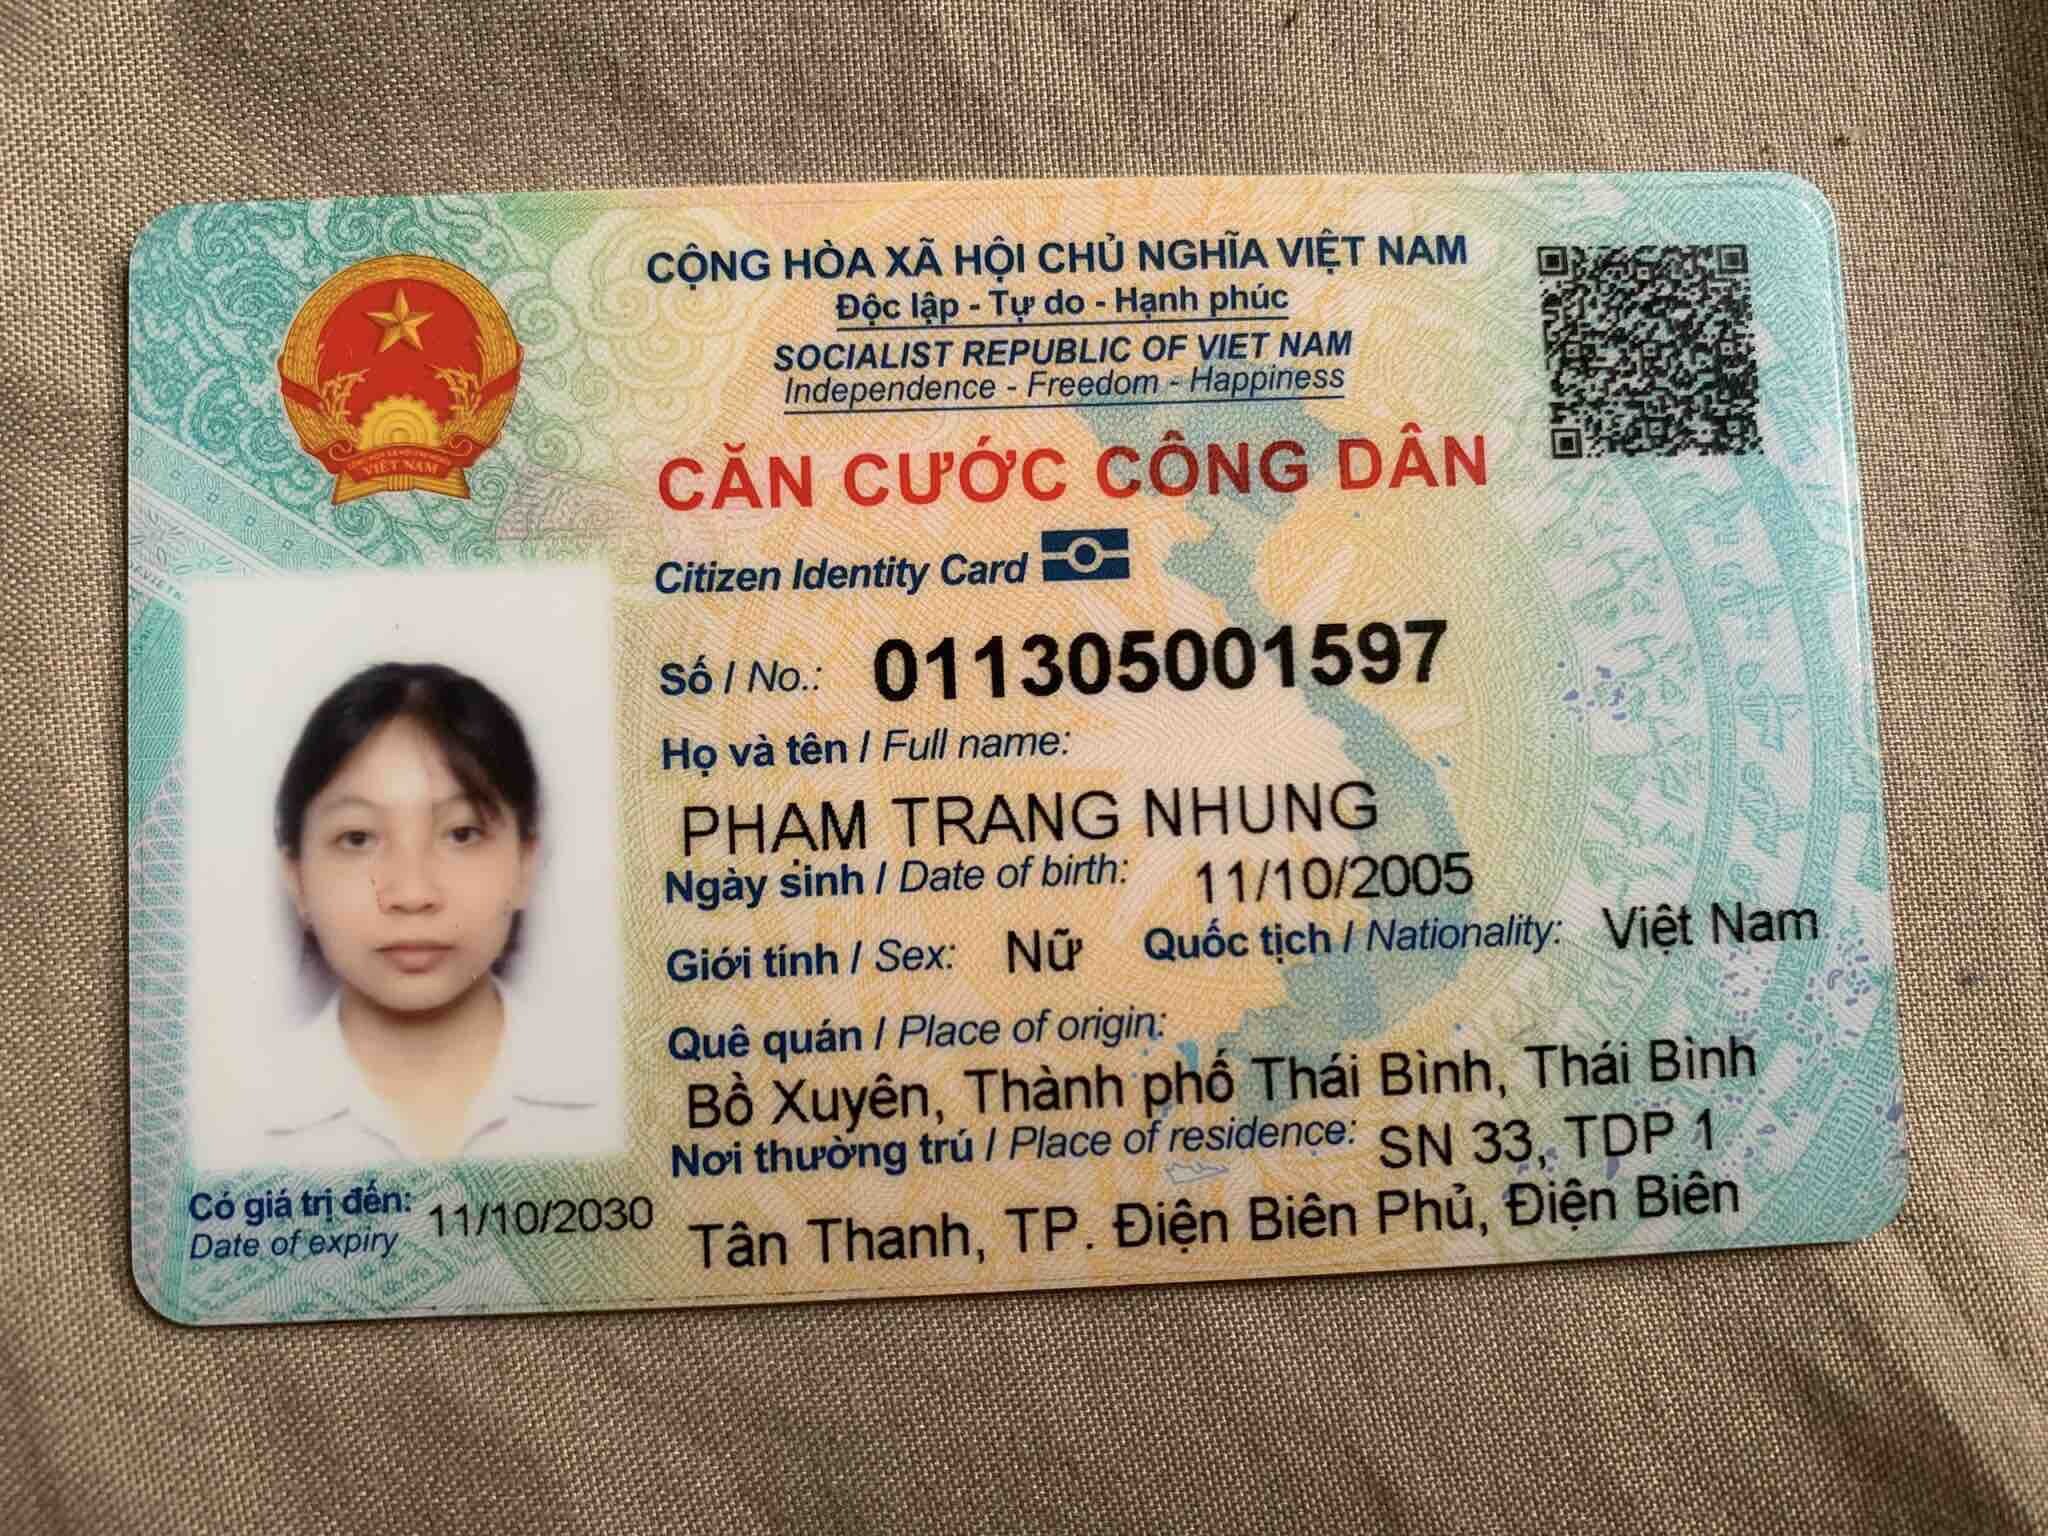 CỘNG HÒA XÃ HỘI CHỦ NGHĨA VIỆT NAM
Độc lập - Tự do - Hạnh phúc
SOCIALIST REPUBLIC OF VIET NAM
Independence - Freedom - Happiness
CĂN CƯỚC CÔNG DÂN
Citizen Identity Card
Số / No.: 011305001597
Họ và tên / Full name:
PHẠM TRANG NHUNG
Ngày sinh / Date of birth: 11/10/2005
Giới tính / Sex: Nữ Quốc tịch / Nationality: Việt Nam
Quê quán / Place of origin:
Bồ Xuyên, Thành phố Thái Bình, Thái Bình
Nơi thường trú / Place of residence: SN 33, TDP 1
Tân Thanh, TP. Điện Biên Phủ, Điện Biên
Có giá trị đến: 11/10/2030
Date of expiry
VIỆT NAM